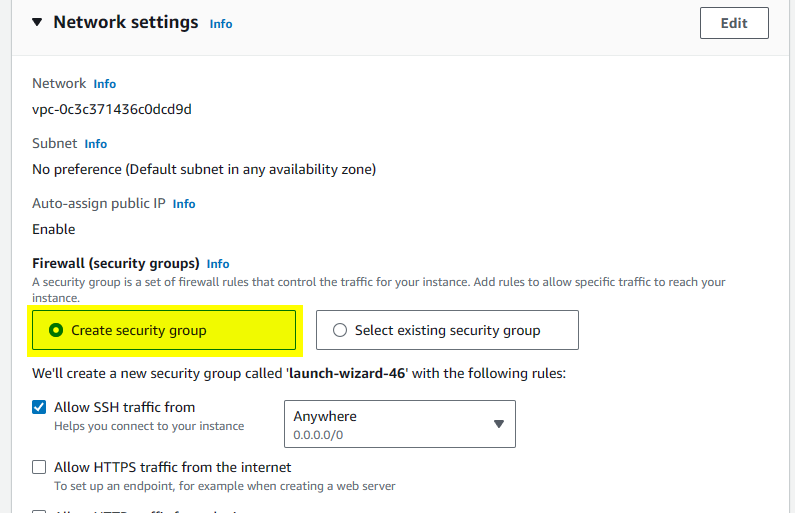 Network settings Info
Edit
Network Info
vpc-0c3c371436c0dcd9d
Subnet Info
No preference (Default subnet in any availability zone)
Auto-assign public IP Info
Enable
Firewall (security groups) Info
A security group is a set of firewall rules that control the traffic for your instance. Add rules to allow specific traffic to reach your
instance.
Create security group
Select existing security group
We'll create a new security group called 'launch-wizard-46' with the following rules:
Allow SSH traffic from
Helps you connect to your instance
Anywhere
0.0.0.0/0
Allow HTTPS traffic from the internet
To set up an endpoint, for example when creating a web server